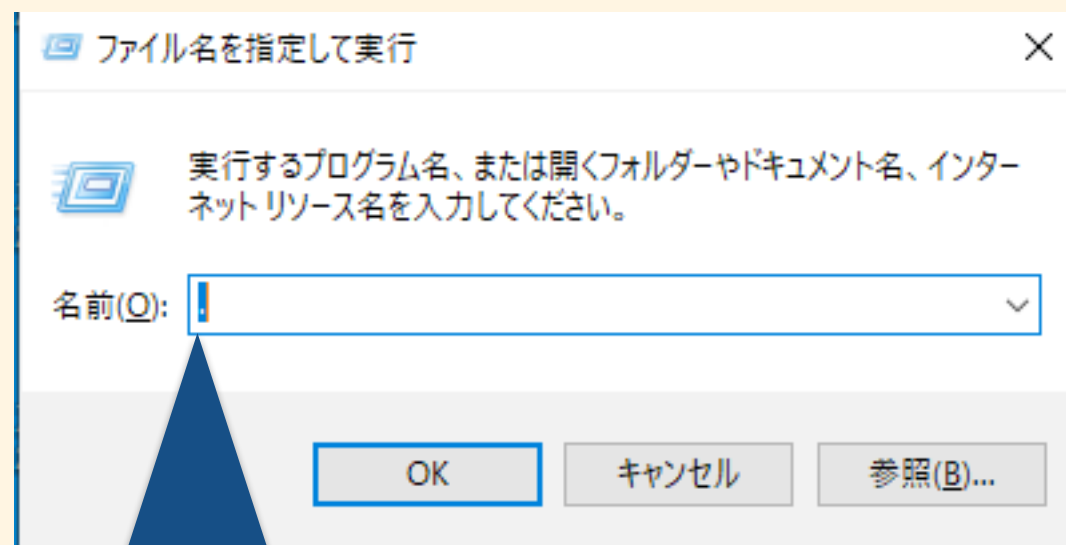 ファイル名を指定して実行
実行するプログラム名、または開くフォルダーやドキュメント名、インター
ネット リソース名を入力してください。
名前(O): .
OK キャンセル 参照(B)...